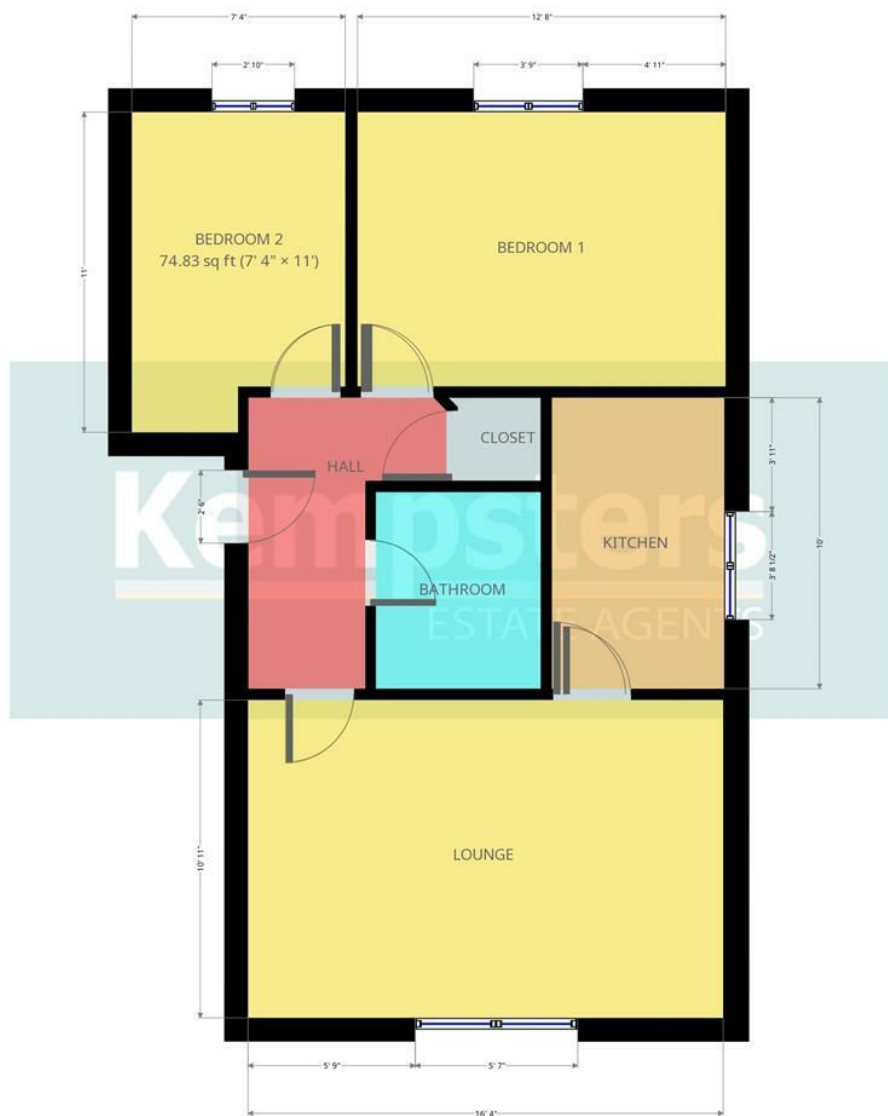 7' 4"
12' 8"
2' 10"
3' 9"
4' 11"
11'
BEDROOM 2
74.83 sq ft (7' 4" × 11')
BEDROOM 1
HALL
CLOSET
3' 11"
2' 6"
Kempsters
ESTATE AGENTS
KITCHEN
10'
3' 8 1/2"
BATHROOM
10' 11"
LOUNGE
5' 9"
5' 7"
16' 4"